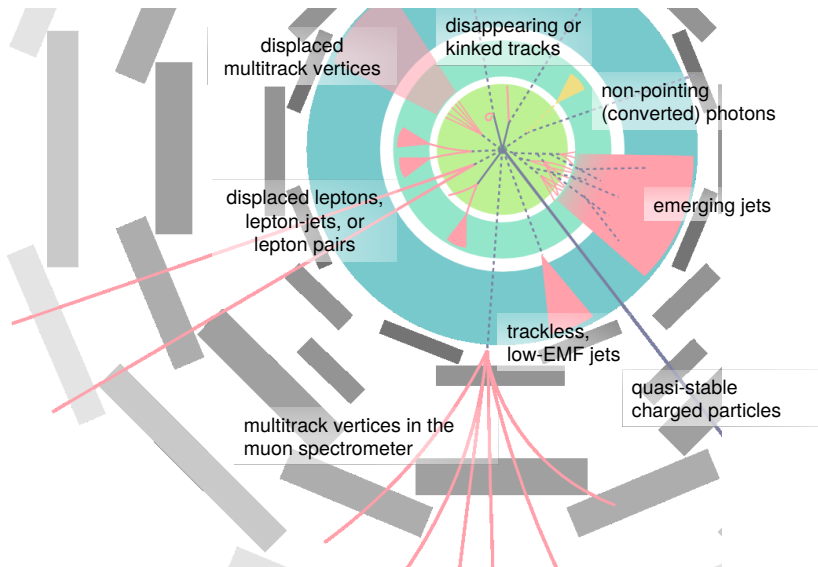 disappearing or
kinked tracks
displaced
multitrack vertices
non-pointing
(converted) photons
displaced leptons,
lepton-jets, or
lepton pairs
emerging jets
trackless,
low-EMF jets
quasi-stable
charged particles
multitrack vertices in the
muon spectrometer